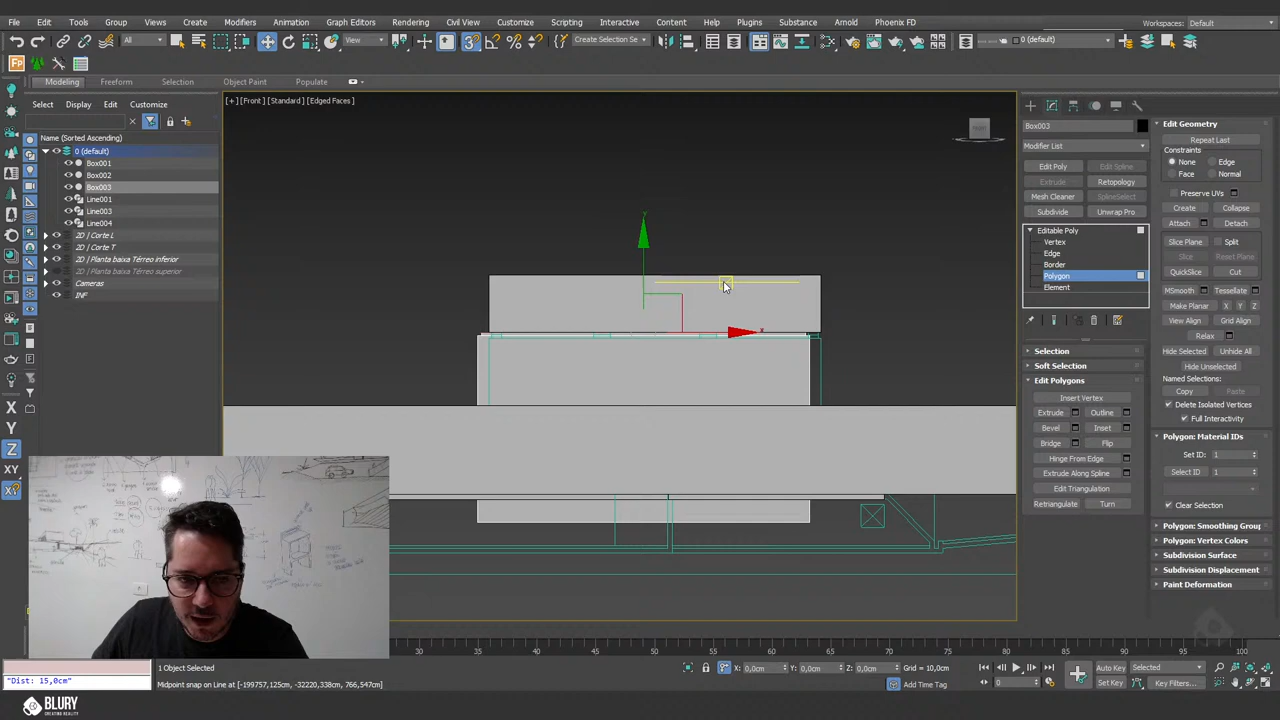 File Edit Tools Group Views Create Modifiers Animation Graph Editors Rendering Civil View Customize Scripting Interactive Content Help Plugins Substance Arnold Phoenix FD
Workspaces: Default
All View Create Selection Se 0 (default)
Fp
Modeling Freeform Selection Object Paint Populate
Select Display Edit Customize
Name (Sorted Ascending)
0 (default)
Box001
Box002
Box003
Line001
Line003
Line004
2D | Corte L
2D | Corte T
2D | Planta baixa Térreo inferior
2D | Planta baixa Térreo superior
Cameras
INF
X
Y
Z
XY
[+] [Front] [Standard] [Edged Faces]
y
x
Box003
Modifier List
Edit Poly Edit Spline
Extrude Topology
Mesh Cleaner SplineSelect
Subdivide Unwrap Pro
Editable Poly
Vertex
Edge
Border
Polygon
Element
Selection
Soft Selection
Edit Polygons
Insert Vertex
Extrude Outline
Bevel Inset
Bridge Flip
Hinge From Edge
Extrude Along Spline
Edit Triangulation
Retriangulate Turn
Edit Geometry
Repeat Last
Constraints
None Edge
Face Normal
Preserve UVs
Create Collapse
Attach Detach
Slice Plane Split
Slice Reset Plane
QuickSlice Cut
MSmooth Tessellate
Make Planar X Y Z
View Align Grid Align
Relax
Hide Selected Unhide All
Hide Unselected
Named Selections:
Copy Paste
Delete Isolated Vertices
Full Interactivity
Polygon: Material IDs
Set ID: 1
Select ID 1
Clear Selection
Polygon: Smoothing Group
Polygon: Vertex Colors
Subdivision Surface
Subdivision Displacement
Paint Deformation
30 35 40 45 50 55 60 65 70 75 80 85 90 95 100
"Dist: 15,0cm"
1 Object Selected
Midpoint snap on Line at [-199757,125cm, -32220,338cm, 766,547cm]
X: 0,0cm Y: 0,0cm Z: 0,0cm Grid = 10,0cm
Add Time Tag
0
Auto Key Selected
Set Key Key Filters...
BLURY
CREATING REALITY